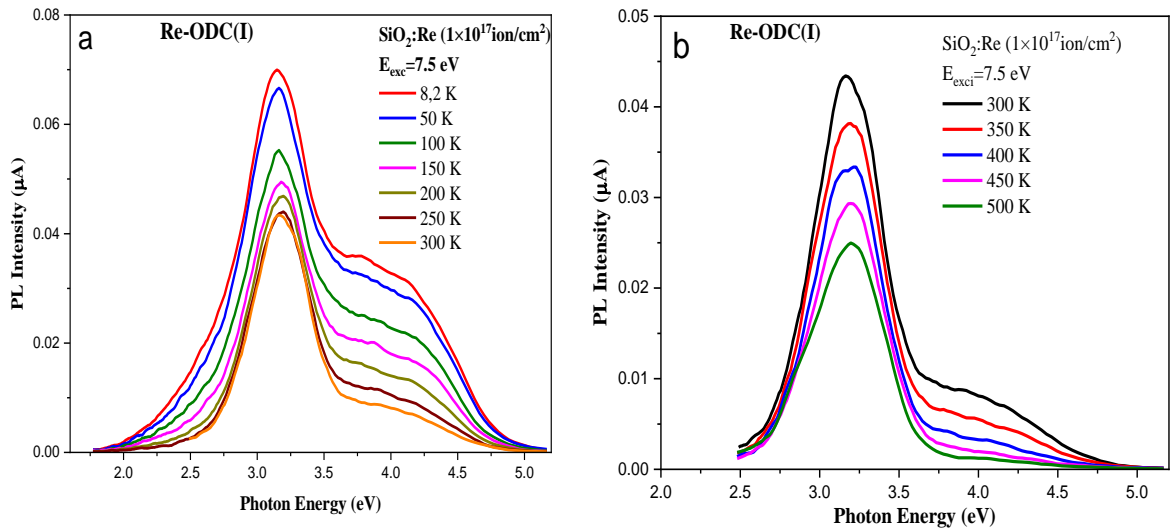 a
Re-ODC(I)
SiO₂:Re (1×10¹⁷ion/cm²)
E_exc=7.5 eV
8,2 K
50 K
100 K
150 K
200 K
250 K
300 K
0.08
0.06
0.04
0.02
0.00
PL Intensity (μA)
2.0 2.5 3.0 3.5 4.0 4.5 5.0
Photon Energy (eV)
b
Re-ODC(I)
SiO₂:Re (1×10¹⁷ion/cm²)
E_exci=7.5 eV
300 K
350 K
400 K
450 K
500 K
0.05
0.04
0.03
0.02
0.01
0.00
PL Intensity (μA)
2.0 2.5 3.0 3.5 4.0 4.5 5.0
Photon Energy (eV)